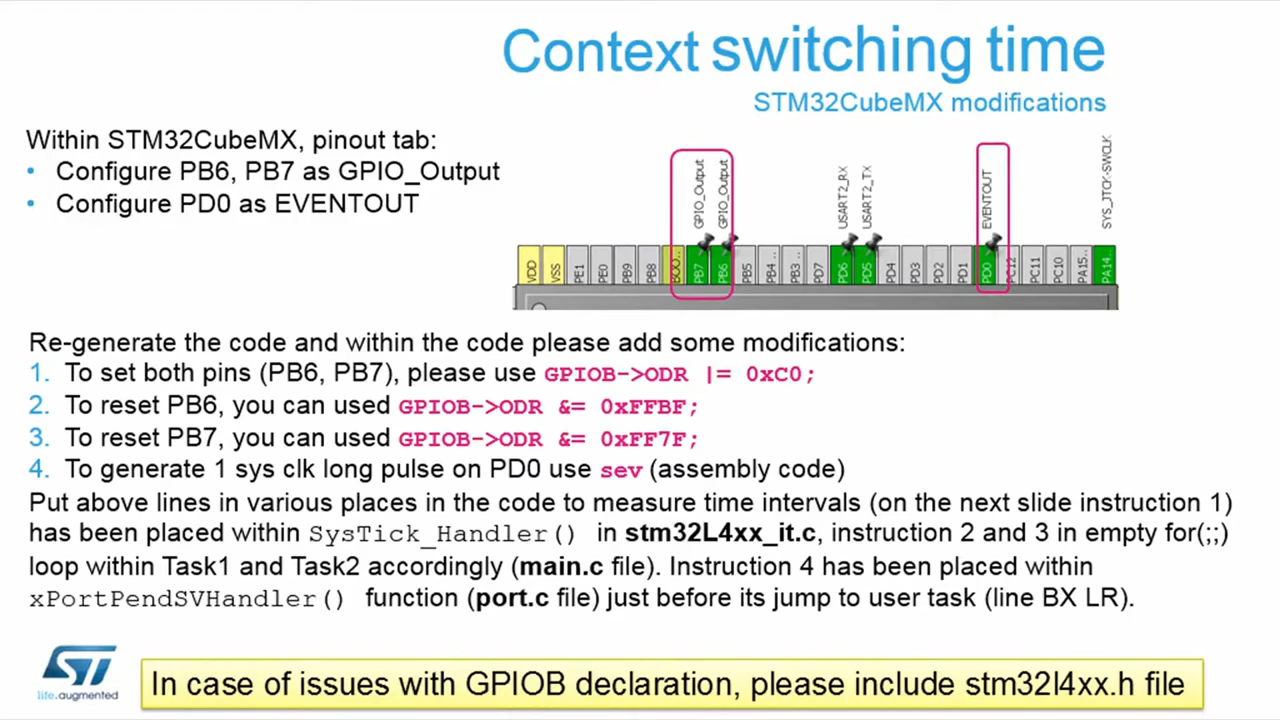 Context switching time
STM32CubeMX modifications
Within STM32CubeMX, pinout tab:
• Configure PB6, PB7 as GPIO_Output
• Configure PD0 as EVENTOUT
GPIO_Output
GPIO_Output
USART2_RX
USART2_TX
EVENTOUT
SYS_JTCK-SWCLK
VDD
VSS
PE1
PE0
PB9
PB8
BOO..
PB7
PB6
PB5
PB4..
PB3..
PD7
PD6
PD5
PD4
PD3
PD2
PD1
PD0
PC12
PC11
PC10
PA15..
PA14..
Re-generate the code and within the code please add some modifications:
1. To set both pins (PB6, PB7), please use GPIOB->ODR |= 0xC0;
2. To reset PB6, you can used GPIOB->ODR &= 0xFFBF;
3. To reset PB7, you can used GPIOB->ODR &= 0xFF7F;
4. To generate 1 sys clk long pulse on PD0 use sev (assembly code)
Put above lines in various places in the code to measure time intervals (on the next slide instruction 1)
has been placed within SysTick_Handler() in stm32L4xx_it.c, instruction 2 and 3 in empty for(;;)
loop within Task1 and Task2 accordingly (main.c file). Instruction 4 has been placed within
xPortPendSVHandler() function (port.c file) just before its jump to user task (line BX LR).
ST
life.augmented
In case of issues with GPIOB declaration, please include stm32l4xx.h file